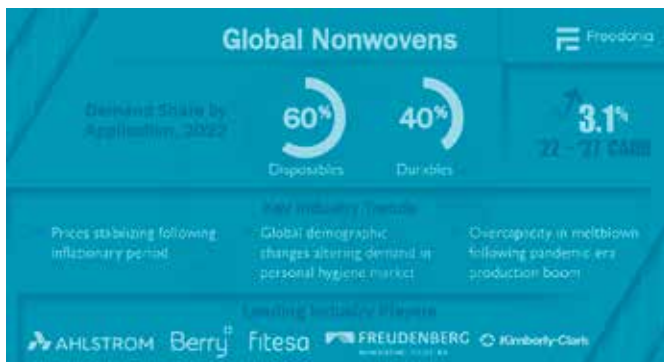 Global Nonwovens
Freedonia
Demand Share by
Application, 2022
60%
Disposables
40%
Durables
3.1%
'22 – '27 CAGR
Key Industry Trends
Prices stabilizing following
inflationary period
Global demographic
changes altering demand in
personal hygiene market
Overcapacity in meltblown
following pandemic era
production boom
Leading Industry Players
AHLSTROM
Berry
Fitesa
FREUDENBERG
Kimberly-Clark